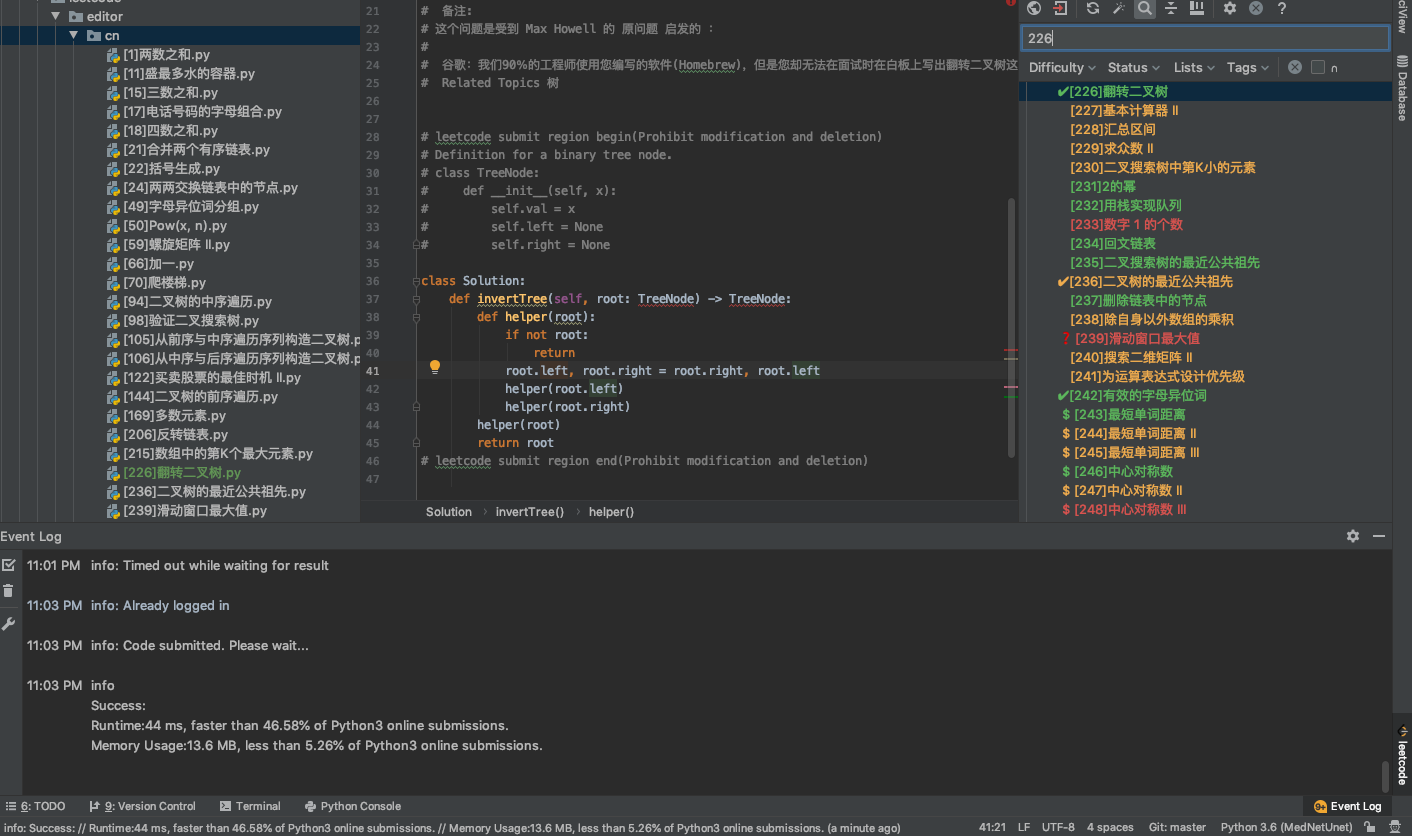 leetcode
editor
cn
[1]两数之和.py
[11]盛最多水的容器.py
[15]三数之和.py
[17]电话号码的字母组合.py
[18]四数之和.py
[21]合并两个有序链表.py
[22]括号生成.py
[24]两两交换链表中的节点.py
[49]字母异位词分组.py
[50]Pow(x, n).py
[59]螺旋矩阵 II.py
[66]加一.py
[70]爬楼梯.py
[94]二叉树的中序遍历.py
[98]验证二叉搜索树.py
[105]从前序与中序遍历序列构造二叉树.p
[106]从中序与后序遍历序列构造二叉树.p
[122]买卖股票的最佳时机 II.py
[144]二叉树的前序遍历.py
[169]多数元素.py
[206]反转链表.py
[215]数组中的第K个最大元素.py
[226]翻转二叉树.py
[236]二叉树的最近公共祖先.py
[239]滑动窗口最大值.py
21 # 备注:
22 # 这个问题是受到 Max Howell 的 原问题 启发的 :
23 #
24 # 谷歌: 我们90%的工程师使用您编写的软件(Homebrew), 但是您却无法在面试时在白板上写出翻转二叉树这
25 # Related Topics 树
26
27
28 # leetcode submit region begin(Prohibit modification and deletion)
29 # Definition for a binary tree node.
30 # class TreeNode:
31 #     def __init__(self, x):
32 #         self.val = x
33 #         self.left = None
34 #         self.right = None
35
36 class Solution:
37     def invertTree(self, root: TreeNode) -> TreeNode:
38         def helper(root):
39             if not root:
40                 return
41             root.left, root.right = root.right, root.left
42             helper(root.left)
43             helper(root.right)
44         helper(root)
45         return root
46 # leetcode submit region end(Prohibit modification and deletion)
47
Solution › invertTree() › helper()
226
Difficulty Status Lists Tags n
✔[226]翻转二叉树
[227]基本计算器 II
[228]汇总区间
[229]求众数 II
[230]二叉搜索树中第K小的元素
[231]2的幂
[232]用栈实现队列
[233]数字 1 的个数
[234]回文链表
[235]二叉搜索树的最近公共祖先
✔[236]二叉树的最近公共祖先
[237]删除链表中的节点
[238]除自身以外数组的乘积
❓[239]滑动窗口最大值
[240]搜索二维矩阵 II
[241]为运算表达式设计优先级
✔[242]有效的字母异位词
$ [243]最短单词距离
$ [244]最短单词距离 II
$ [245]最短单词距离 III
$ [246]中心对称数
$ [247]中心对称数 II
$ [248]中心对称数 III
ciView
Database
leetcode
Event Log
11:01 PM info: Timed out while waiting for result
11:03 PM info: Already logged in
11:03 PM info: Code submitted. Please wait...
11:03 PM info
Success:
Runtime:44 ms, faster than 46.58% of Python3 online submissions.
Memory Usage:13.6 MB, less than 5.26% of Python3 online submissions.
6: TODO 9: Version Control Terminal Python Console 9+ Event Log
info: Success: // Runtime:44 ms, faster than 46.58% of Python3 online submissions. // Memory Usage:13.6 MB, less than 5.26% of Python3 online submissions. (a minute ago) 41:21 LF UTF-8 4 spaces Git: master Python 3.6 (MedNetUnet)